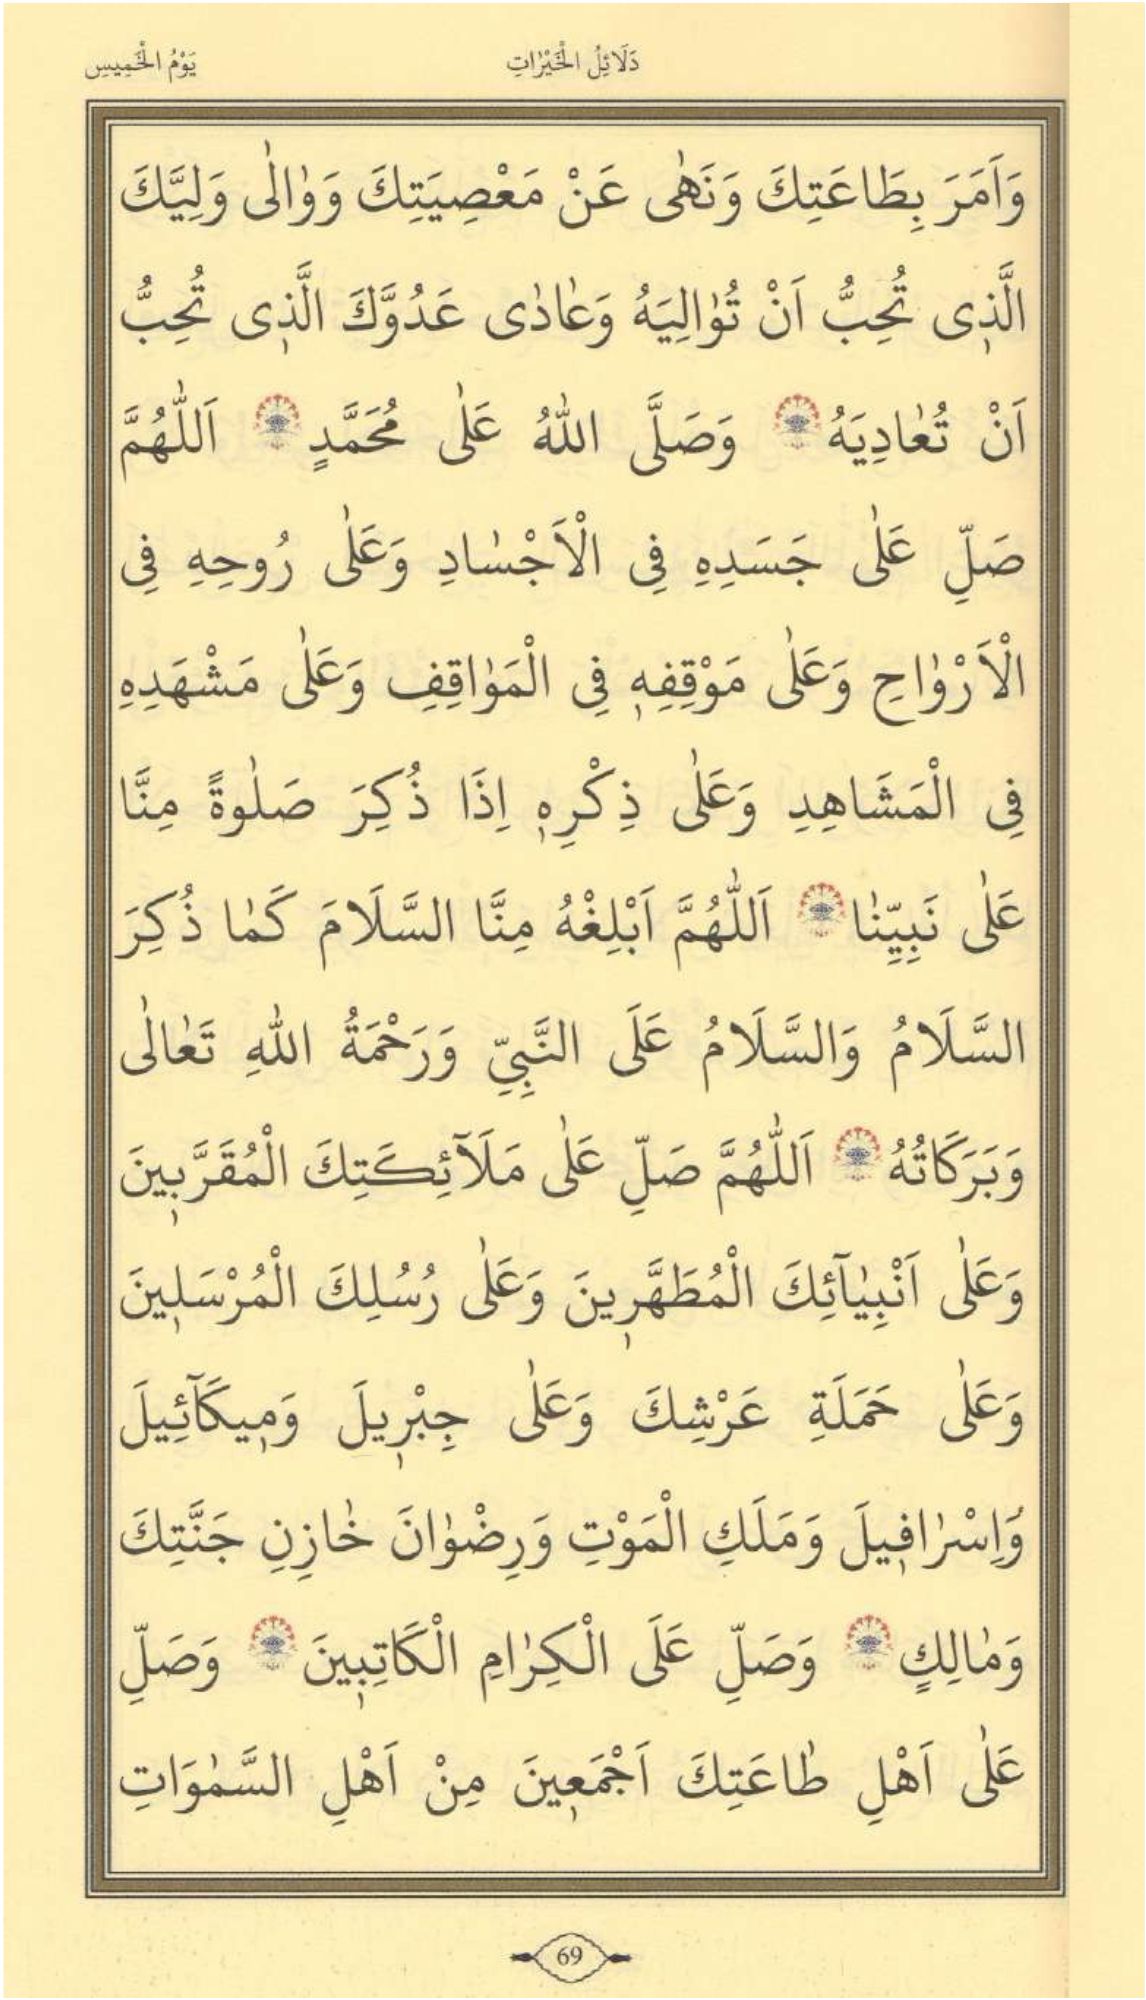 دَلَائِلُ الْخَيْرَاتِ
يَوْمُ الْخَمِيسِ
وَاَمَرَ بِطَاعَتِكَ وَنَهٰى عَنْ مَعْصِيَتِكَ وَوٰالٰى وَلِيَّكَ
الَّذٖى تُحِبُّ اَنْ تُوٰالِيَهُ وَعٰادٰى عَدُوَّكَ الَّذٖى تُحِبُّ
اَنْ تُعٰادِيَهُ وَصَلَّى اللّٰهُ عَلٰى مُحَمَّدٍ اَللّٰهُمَّ
صَلِّ عَلٰى جَسَدِهِ فِى الْاَجْسٰادِ وَعَلٰى رُوحِهِ فِى
الْاَرْوٰاحِ وَعَلٰى مَوْقِفِهٖ فِى الْمَوٰاقِفِ وَعَلٰى مَشْهَدِهِ
فِى الْمَشَاهِدِ وَعَلٰى ذِكْرِهٖ اِذَا ذُكِرَ صَلٰوةً مِنَّا
عَلٰى نَبِيِّنٰا اَللّٰهُمَّ اَبْلِغْهُ مِنَّا السَّلَامَ كَمٰا ذُكِرَ
السَّلَامُ وَالسَّلَامُ عَلَى النَّبِيِّ وَرَحْمَةُ اللّٰهِ تَعٰالٰى
وَبَرَكَاتُهُ اَللّٰهُمَّ صَلِّ عَلٰى مَلَآئِكَتِكَ الْمُقَرَّبٖينَ
وَعَلٰى اَنْبِيٰآئِكَ الْمُطَهَّرٖينَ وَعَلٰى رُسُلِكَ الْمُرْسَلٖينَ
وَعَلٰى حَمَلَةِ عَرْشِكَ وَعَلٰى جِبْرٖيلَ وَمٖيكَآئِيلَ
وَاِسْرٰافٖيلَ وَمَلَكِ الْمَوْتِ وَرِضْوٰانَ خٰازِنِ جَنَّتِكَ
وَمٰالِكٍ وَصَلِّ عَلَى الْكِرٰامِ الْكَاتِبٖينَ وَصَلِّ
عَلٰى اَهْلِ طٰاعَتِكَ اَجْمَعٖينَ مِنْ اَهْلِ السَّمٰوَاتِ
69